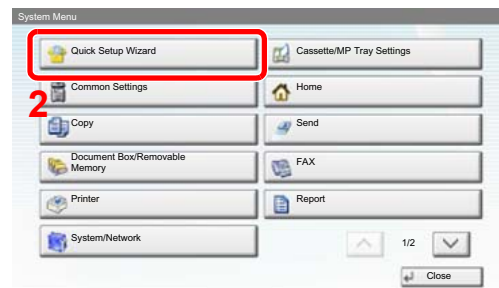 System Menu
Quick Setup Wizard
Cassette/MP Tray Settings
2
Common Settings
Home
Copy
Send
Document Box/Removable
Memory
FAX
Printer
Report
System/Network
1/2
Close